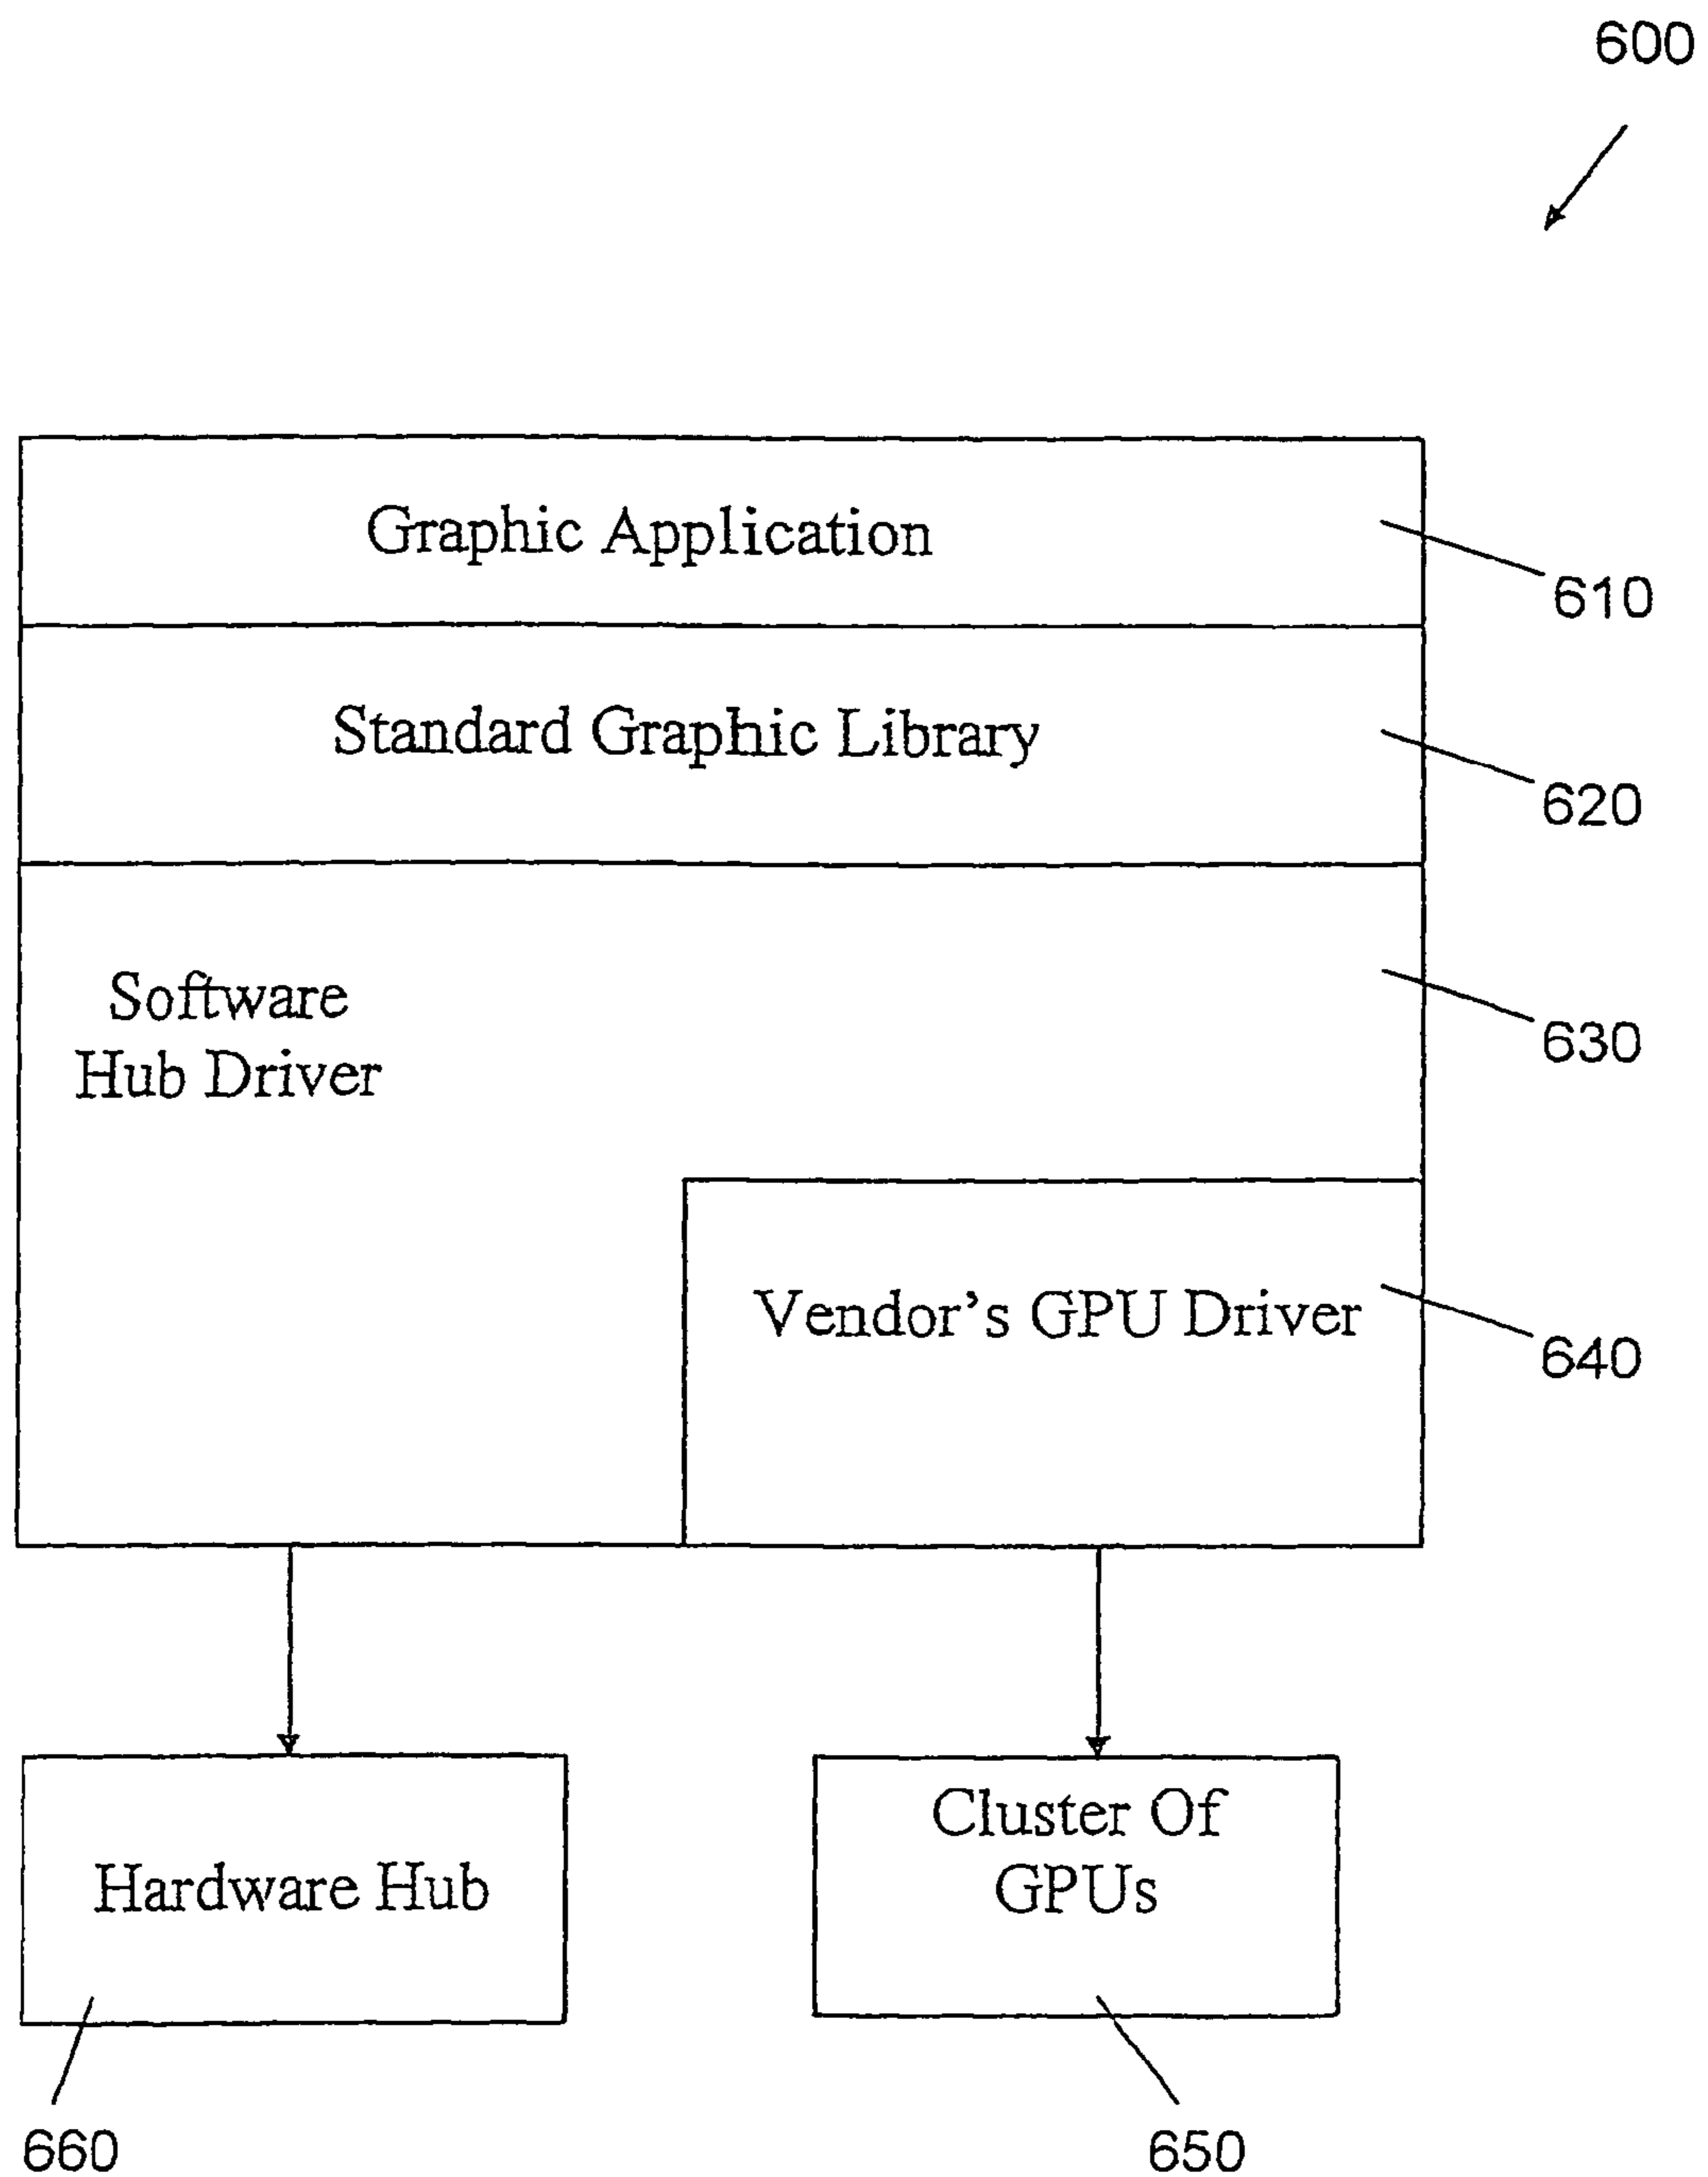 600
Graphic Application
610
Standard Graphic Library
620
Software
Hub Driver
630
Vendor's GPU Driver
640
Hardware Hub
Cluster Of
GPUs
660
650